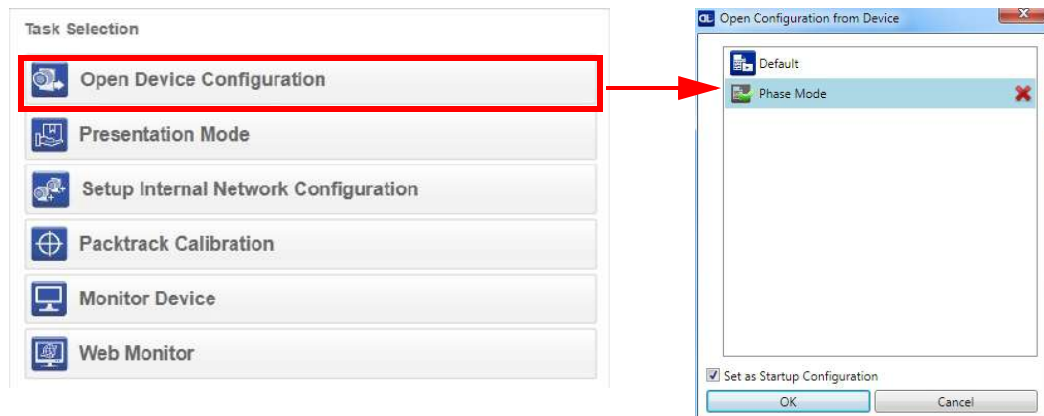 Task Selection
Open Device Configuration
Presentation Mode
Setup Internal Network Configuration
Packtrack Calibration
Monitor Device
Web Monitor
DL Open Configuration from Device
Default
Phase Mode
Set as Startup Configuration
OK Cancel